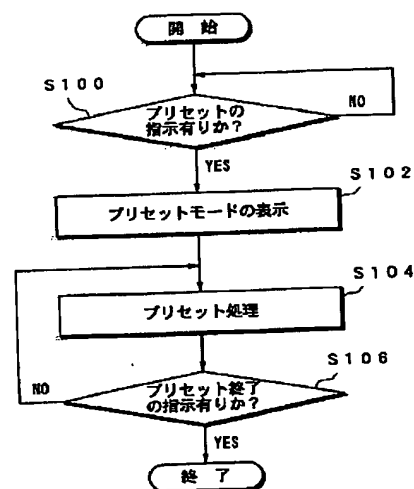 開 始
S100
プリセットの
指示有りか？
NO
YES
S102
プリセットモードの表示
S104
プリセット処理
S106
プリセット終了
の指示有りか？
NO
YES
終 了